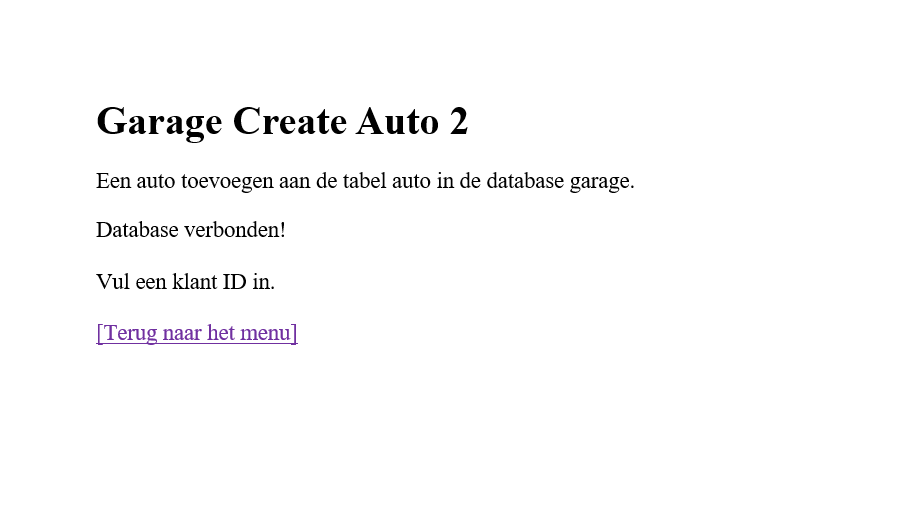 Garage Create Auto 2
Een auto toevoegen aan de tabel auto in de database garage.
Database verbonden!
Vul een klant ID in.
[Terug naar het menu]